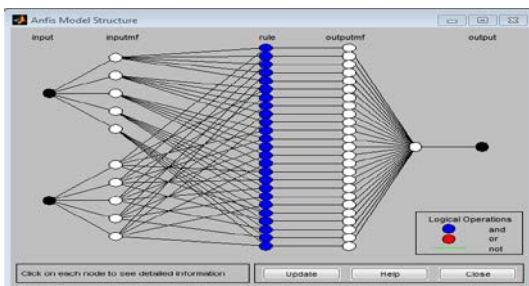 Anfis Model Structure
input inputmf rule outputmf output
Logical Operations
and
or
not
Click on each node to see detailed information Update Help Close